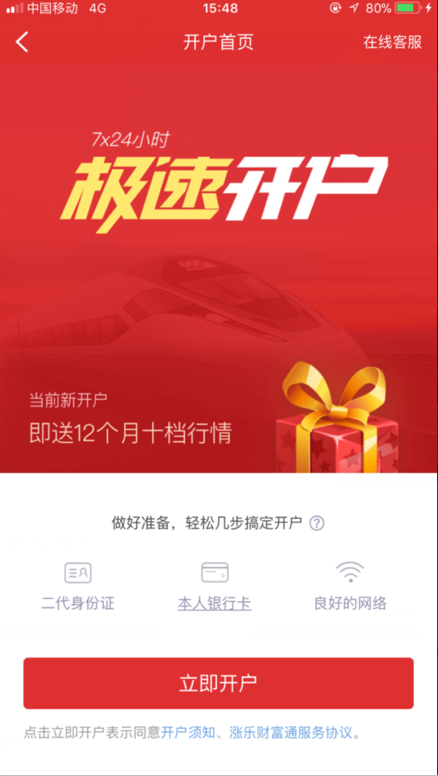 中国移动 4G 15:48 80%
开户首页 在线客服
7x24小时
极速开户
当前新开户
即送12个月十档行情
做好准备，轻松几步搞定开户 ?
二代身份证 本人银行卡 良好的网络
立即开户
点击立即开户表示同意开户须知、涨乐财富通服务协议。